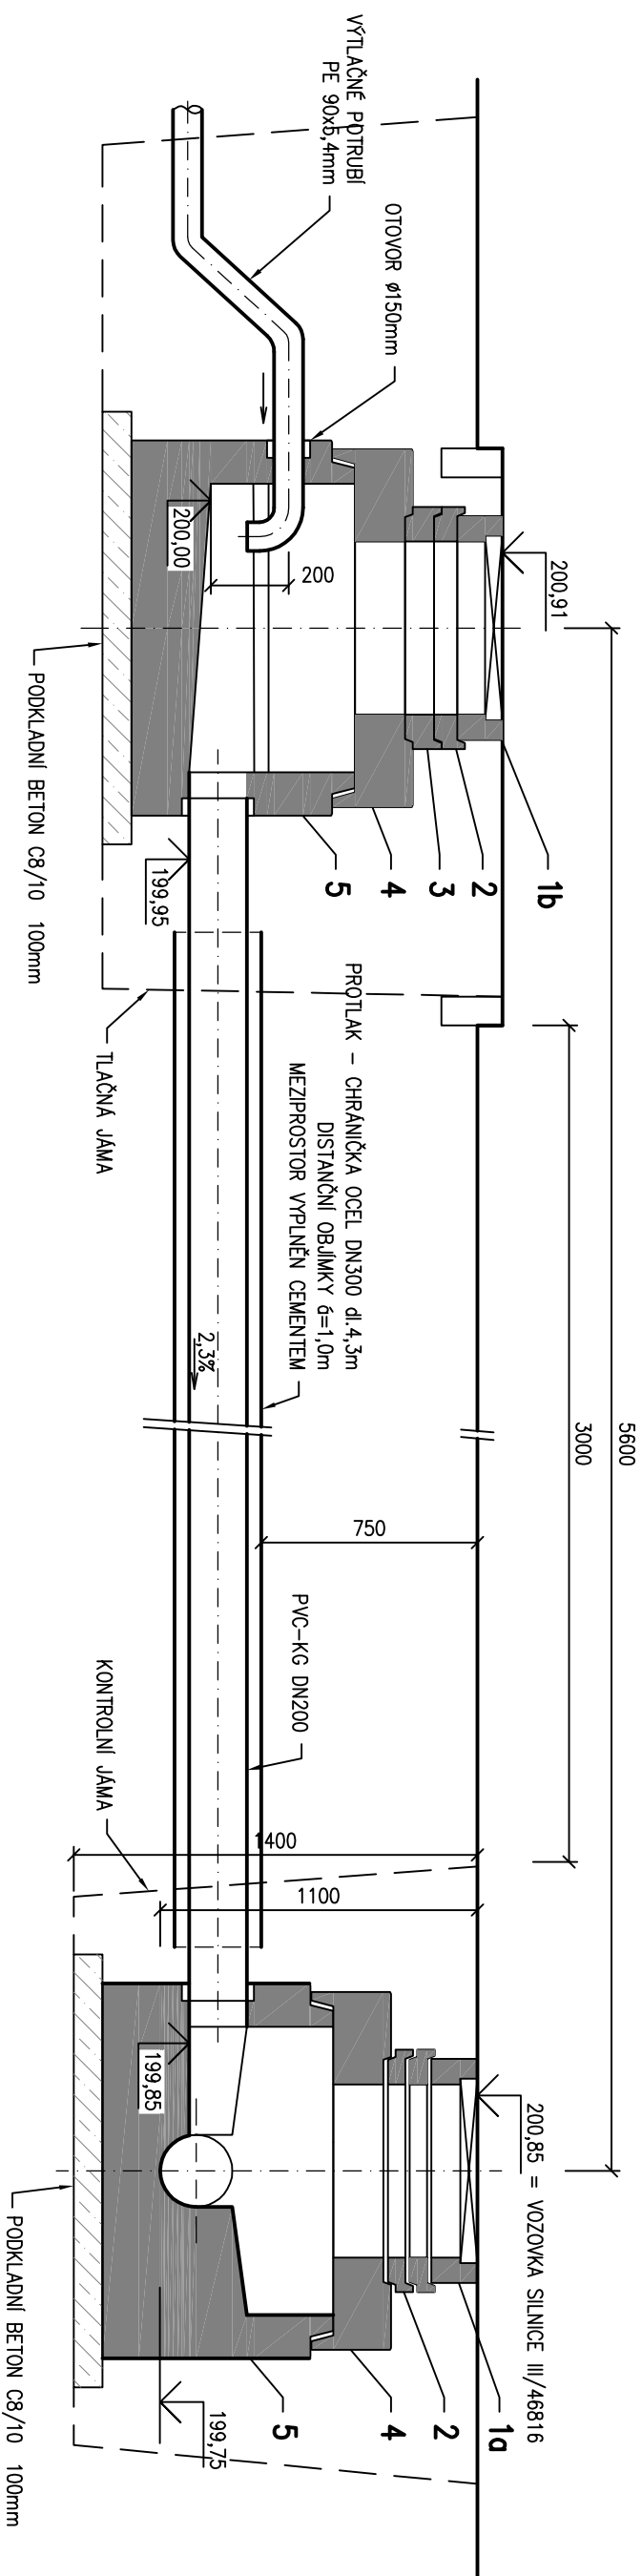 VÝTLAČNÉ POTRUBÍ
PE 90x5,4mm
OTOVOR ø150mm
200,91
200,00
200
1b
2
3
4
5
199,95
PODKLADNÍ BETON C8/10 100mm
TLAČNÁ JÁMA
PROTLAK - CHRÁNIČKA OCEL DN300 dl.4,3m
DISTANČNÍ OBJÍMKY á=1,0m
MEZIPROSTOR VYPLNĚN CEMENTEM
2,3%
5600
3000
750
PVC-KG DN200
KONTROLNÍ JÁMA
1400
1100
199,85
200,85 = VOZOVKA SILNICE III/46816
1a
2
4
5
199,75
PODKLADNÍ BETON C8/10 100mm